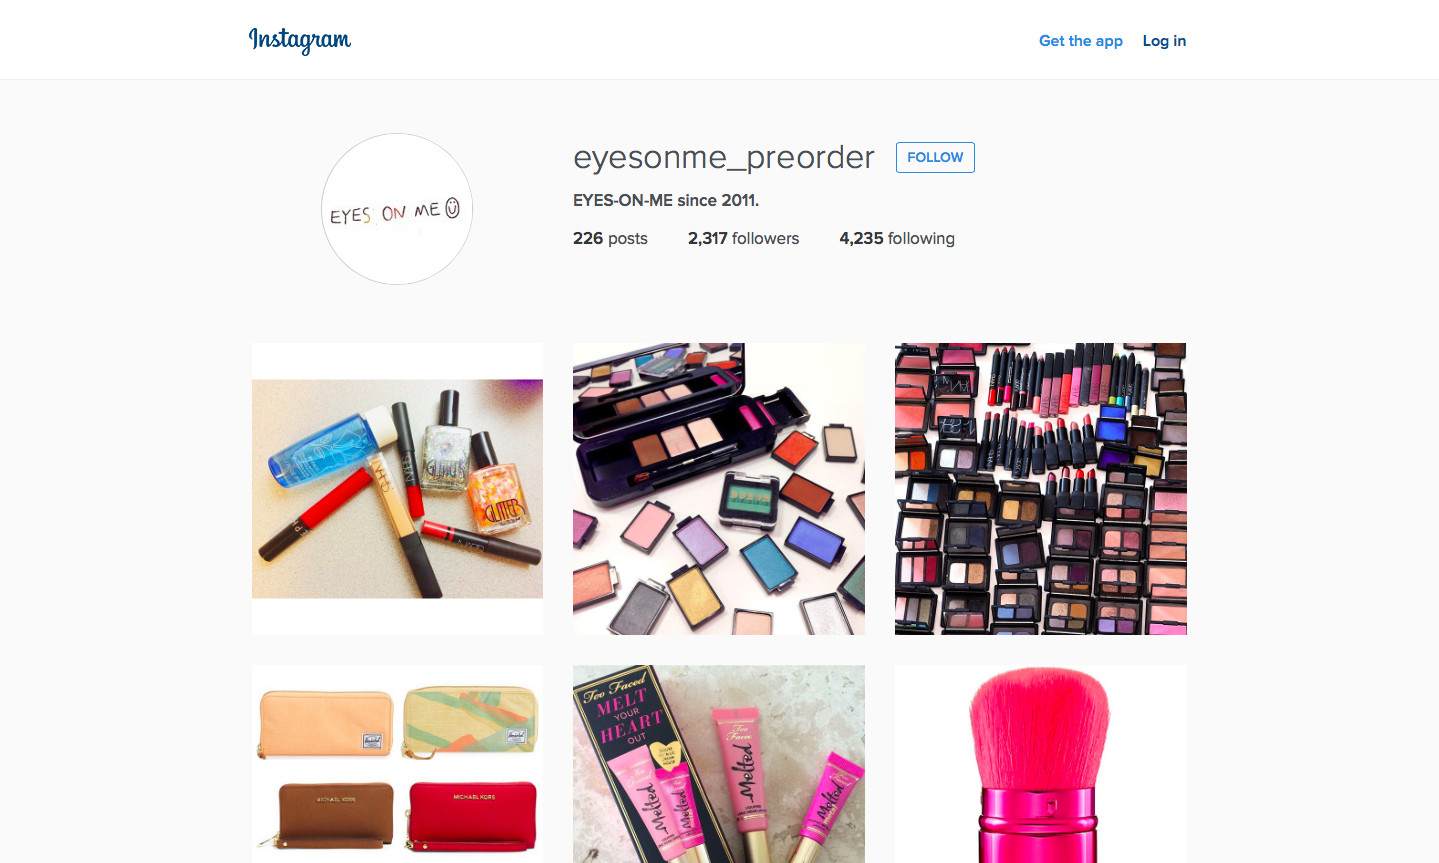 Instagram
Get the app
Log in
EYES ON ME
eyesonme_preorder
FOLLOW
EYES-ON-ME since 2011.
226 posts
2,317 followers
4,235 following
NARS
GLITTER
NARS
Too Faced
MELT
YOUR
HEART
OUT
Too Faced
Melted
Melted
Melted
Melted
MICHAEL KORS
MICHAEL KORS